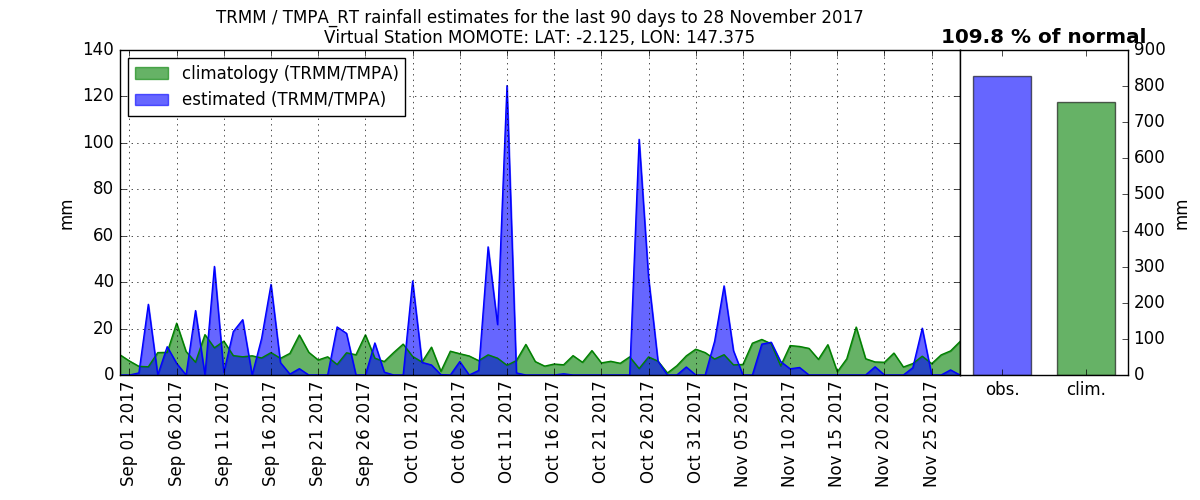 TRMM / TMPA_RT rainfall estimates for the last 90 days to 28 November 2017
Virtual Station MOMOTE: LAT: -2.125, LON: 147.375
109.8 % of normal
climatology (TRMM/TMPA)
estimated (TRMM/TMPA)
mm
140
120
100
80
60
40
20
0
Sep 01 2017
Sep 06 2017
Sep 11 2017
Sep 16 2017
Sep 21 2017
Sep 26 2017
Oct 01 2017
Oct 06 2017
Oct 11 2017
Oct 16 2017
Oct 21 2017
Oct 26 2017
Oct 31 2017
Nov 05 2017
Nov 10 2017
Nov 15 2017
Nov 20 2017
Nov 25 2017
obs.
clim.
900
800
700
600
500
400
300
200
100
0
mm